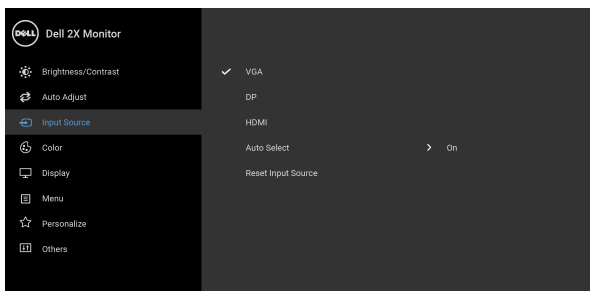 DELL Dell 2X Monitor
Brightness/Contrast
Auto Adjust
Input Source
Color
Display
Menu
Personalize
Others
VGA
DP
HDMI
Auto Select On
Reset Input Source